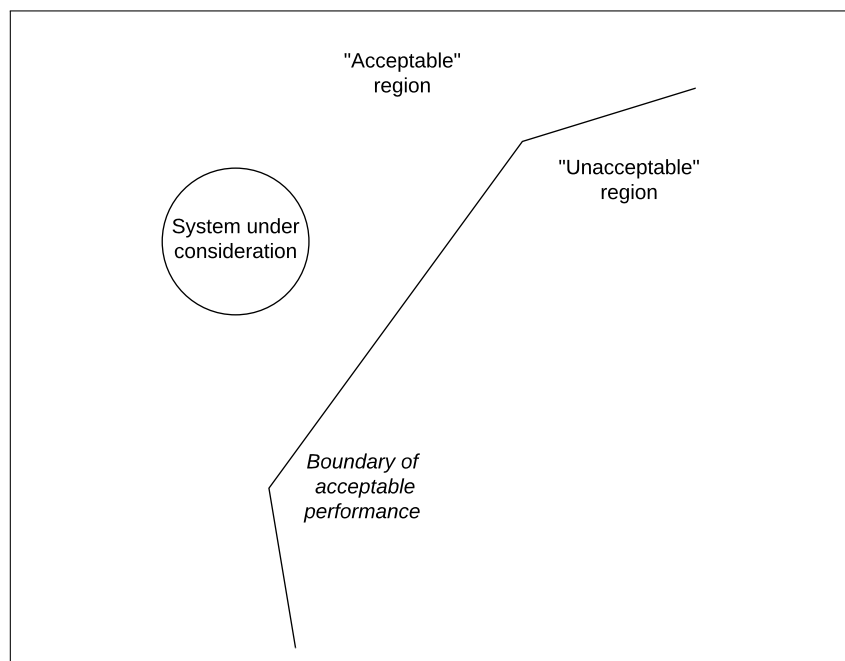 "Acceptable"
region
"Unacceptable"
region
System under
consideration
Boundary of
acceptable
performance